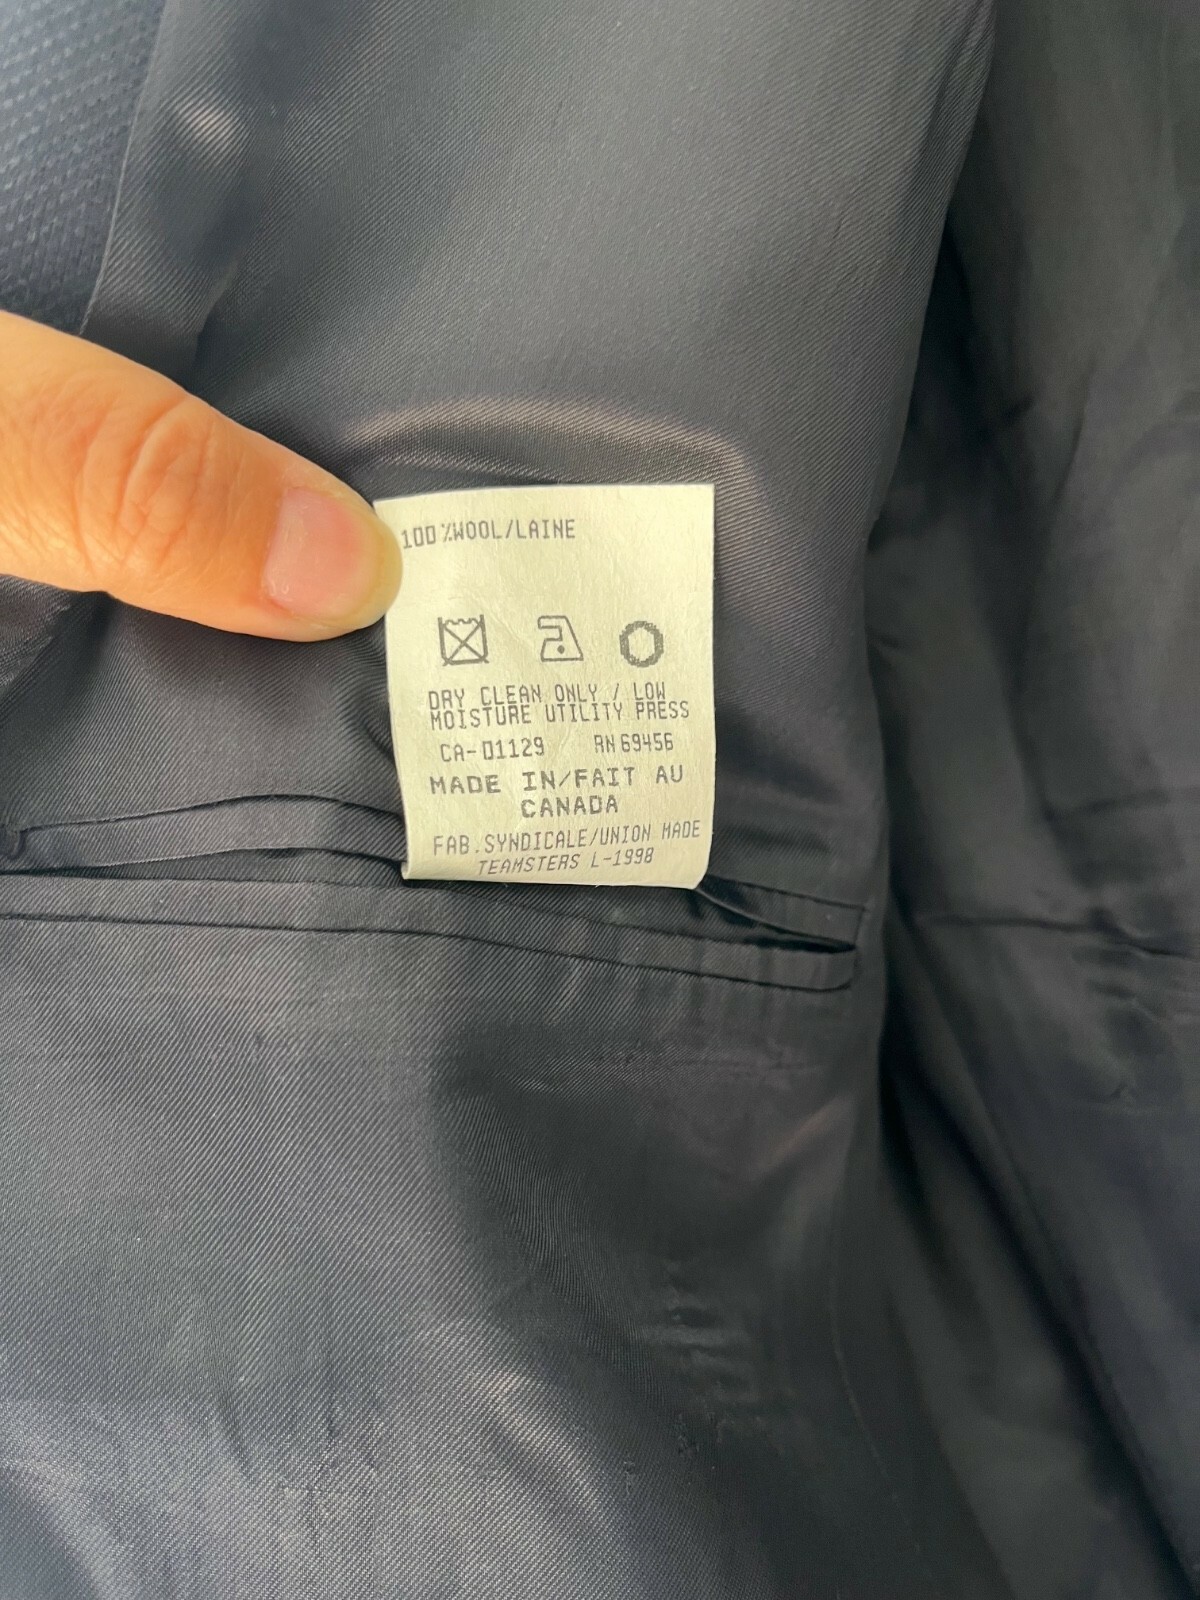 100%WOOL/LAINE
DRY CLEAN ONLY / LOW
MOISTURE UTILITY PRESS
CA-01129 RN 69456
MADE IN/FAIT AU
CANADA
FAB.SYNDICALE/UNION MADE
TEAMSTERS L-1998